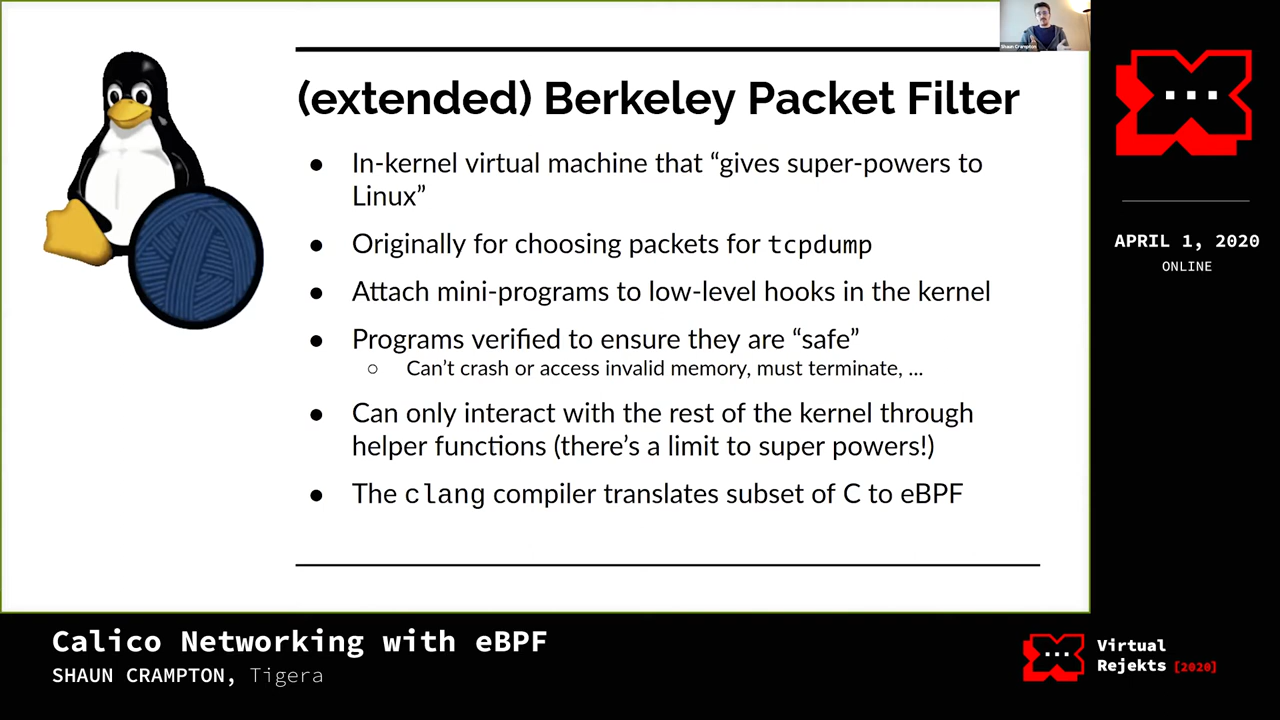 (extended) Berkeley Packet Filter
● In-kernel virtual machine that “gives super-powers to
Linux”
● Originally for choosing packets for tcpdump
● Attach mini-programs to low-level hooks in the kernel
● Programs verified to ensure they are “safe”
○ Can’t crash or access invalid memory, must terminate, ...
● Can only interact with the rest of the kernel through
helper functions (there’s a limit to super powers!)
● The clang compiler translates subset of C to eBPF
Shaun Crampton
APRIL 1, 2020
ONLINE
Calico Networking with eBPF
SHAUN CRAMPTON, Tigera
Virtual
Rejekts [2020]